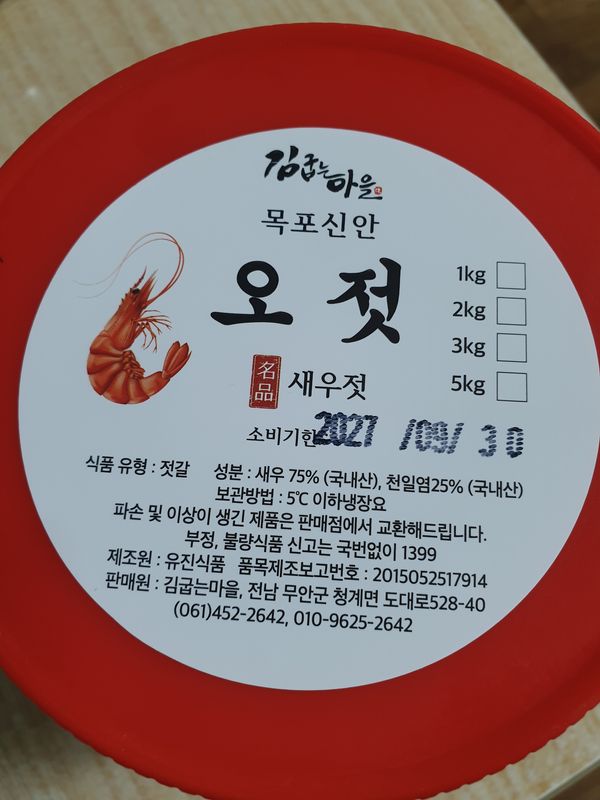 김굽는마을
목포신안
오젓
1kg
2kg
3kg
5kg
名品 새우젓
소비기한 2027 /09/ 30
식품 유형 : 젓갈 성분 : 새우 75% (국내산), 천일염25% (국내산)
보관방법 : 5℃ 이하냉장요
파손 및 이상이 생긴 제품은 판매점에서 교환해드립니다.
부정, 불량식품 신고는 국번없이 1399
제조원 : 유진식품 품목제조보고번호 : 2015052517914
판매원 : 김굽는마을, 전남 무안군 청계면 도대로528-40
(061)452-2642, 010-9625-2642